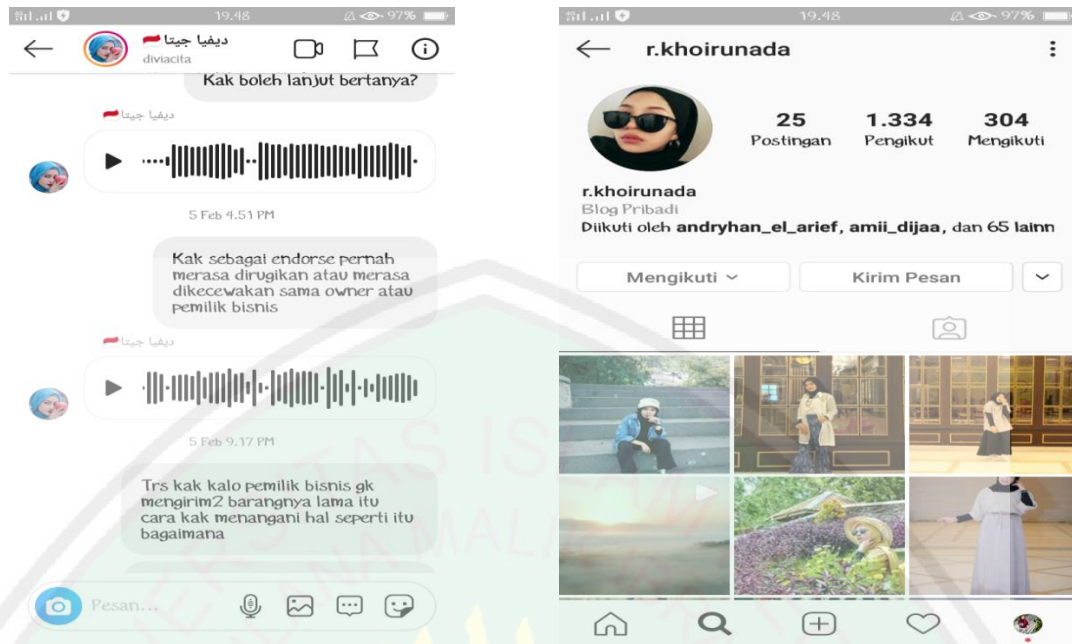 19.48
97%
ديفيا جيتا
diviacita
Kak boleh lanjut bertanya?
ديفيا جيتا
5 Feb 4.51 PM
Kak sebagai endorse pernah
merasa dirugikan atau merasa
dikecewakan sama owner atau
pemilik bisnis
ديفيا جيتا
5 Feb 9.17 PM
Trs kak kalo pemilik bisnis gk
mengirim2 barangnya lama itu
cara kak menangani hal seperti itu
bagaimana
Pesan...
19.48
97%
r.khoirunada
25
1.334
304
Postingan
Pengikut
Mengikuti
r.khoirunada
Blog Pribadi
Diikuti oleh andryhan_el_arief, amii_dijaa, dan 65 lainn
Mengikuti
Kirim Pesan